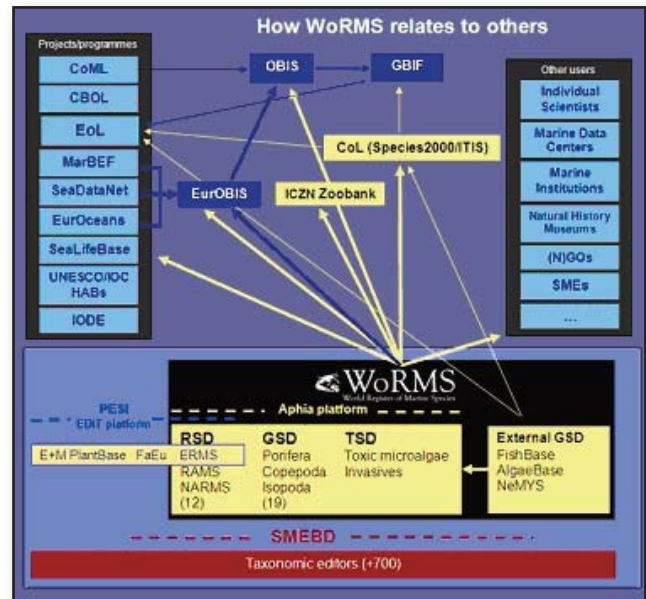 How WoRMS relates to others
Projects/programmes
CoML
CBOL
EoL
MarBEF
SeaDataNet
EurOceans
SeaLifeBase
UNESCO/IOC
HABs
IODE
OBIS
GBIF
CoL (Species2000/ITIS)
EurOBIS
ICZN Zoobank
Other users
Individual
Scientists
Marine Data
Centers
Marine
Institutions
Natural History
Museums
(N)GOs
SMEs
...
WoRMS
World Register of Marine Species
Aphia platform
PESI
EDIT platform
E+M PlantBase FaEu
RSD
ERMS
RAMS
NARMS
(12)
GSD
Porifera
Copepoda
Isopoda
(19)
TSD
Toxic microalgae
Invasives
External GSD
FishBase
AlgaeBase
NeMYS
SMEBD
Taxonomic editors (+700)